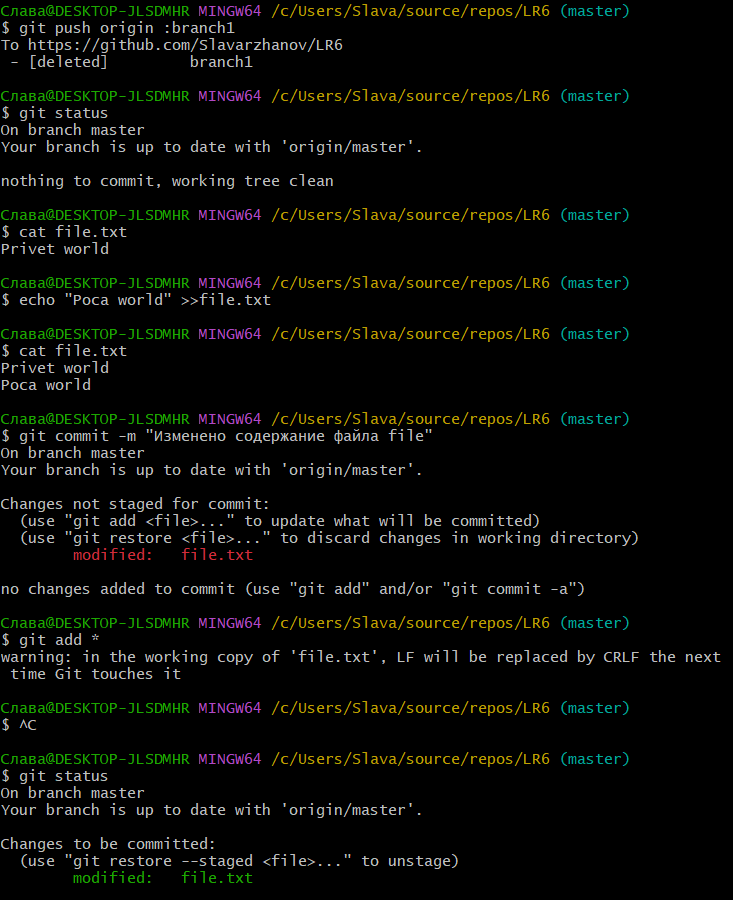 Слава@DESKTOP-JLSDMHR MINGW64 /c/Users/Slava/source/repos/LR6 (master)
$ git push origin :branch1
To https://github.com/Slavarzhanov/LR6
 - [deleted]         branch1

Слава@DESKTOP-JLSDMHR MINGW64 /c/Users/Slava/source/repos/LR6 (master)
$ git status
On branch master
Your branch is up to date with 'origin/master'.

nothing to commit, working tree clean

Слава@DESKTOP-JLSDMHR MINGW64 /c/Users/Slava/source/repos/LR6 (master)
$ cat file.txt
Privet world

Слава@DESKTOP-JLSDMHR MINGW64 /c/Users/Slava/source/repos/LR6 (master)
$ echo "Poca world" >>file.txt

Слава@DESKTOP-JLSDMHR MINGW64 /c/Users/Slava/source/repos/LR6 (master)
$ cat file.txt
Privet world
Poca world

Слава@DESKTOP-JLSDMHR MINGW64 /c/Users/Slava/source/repos/LR6 (master)
$ git commit -m "Изменено содержание файла file"
On branch master
Your branch is up to date with 'origin/master'.

Changes not staged for commit:
  (use "git add <file>..." to update what will be committed)
  (use "git restore <file>..." to discard changes in working directory)
        modified:   file.txt

no changes added to commit (use "git add" and/or "git commit -a")

Слава@DESKTOP-JLSDMHR MINGW64 /c/Users/Slava/source/repos/LR6 (master)
$ git add *
warning: in the working copy of 'file.txt', LF will be replaced by CRLF the next
 time Git touches it

Слава@DESKTOP-JLSDMHR MINGW64 /c/Users/Slava/source/repos/LR6 (master)
$ ^C

Слава@DESKTOP-JLSDMHR MINGW64 /c/Users/Slava/source/repos/LR6 (master)
$ git status
On branch master
Your branch is up to date with 'origin/master'.

Changes to be committed:
  (use "git restore --staged <file>..." to unstage)
        modified:   file.txt